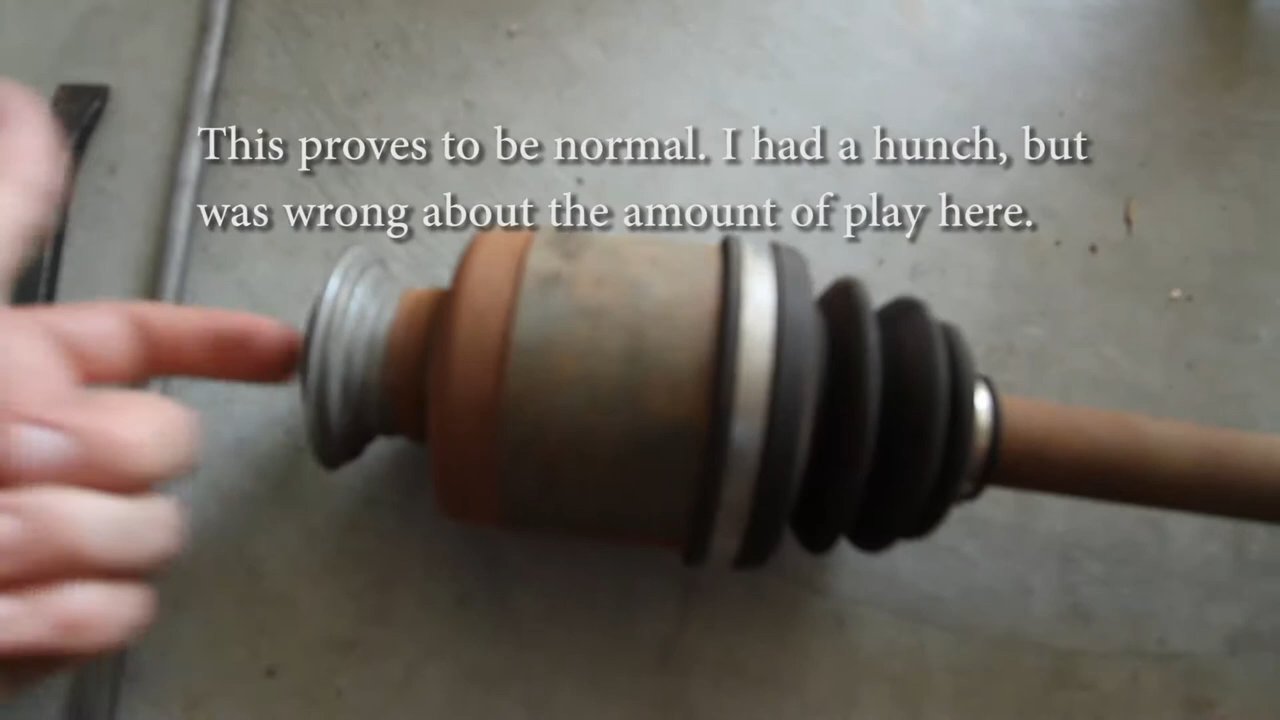 This proves to be normal. I had a hunch, but
was wrong about the amount of play here.